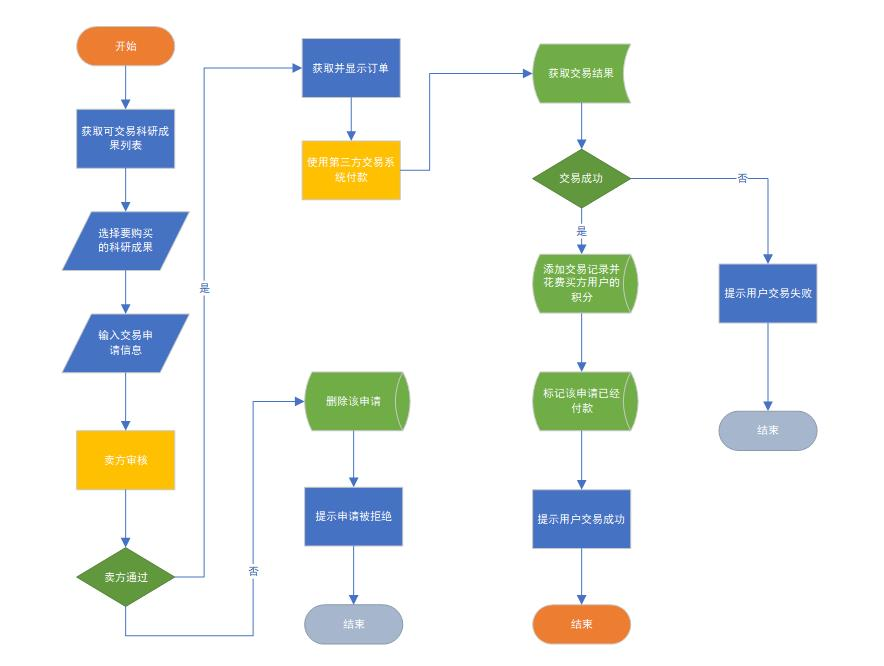 开始
获取可交易科研成
果列表
选择要购买
的科研成果
输入交易申
请信息
卖方审核
卖方通过
是
否
获取并显示订单
使用第三方交易系
统付款
删除该申请
提示申请被拒绝
结束
获取交易结果
交易成功
是
否
添加交易记录并
花费买方用户的
积分
标记该申请已经
付款
提示用户交易成功
结束
提示用户交易失败
结束